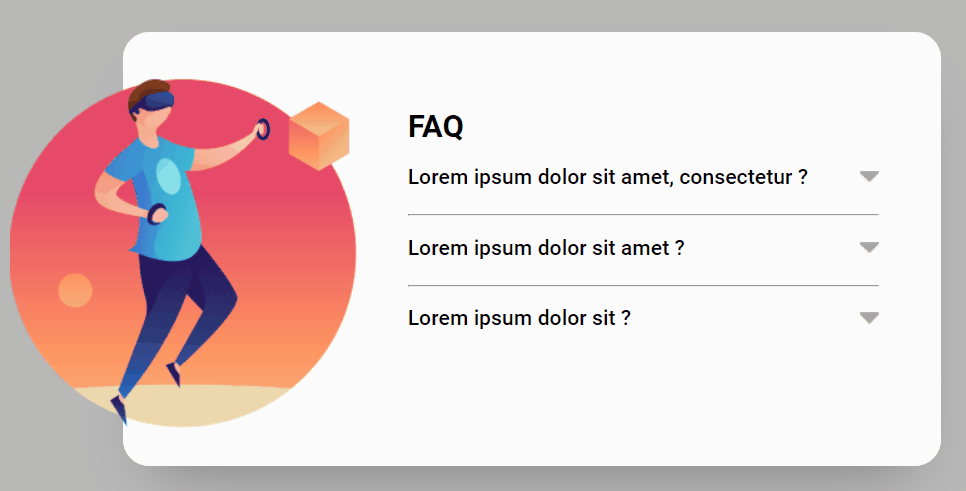 FAQ
Lorem ipsum dolor sit amet, consectetur ?
Lorem ipsum dolor sit amet ?
Lorem ipsum dolor sit ?